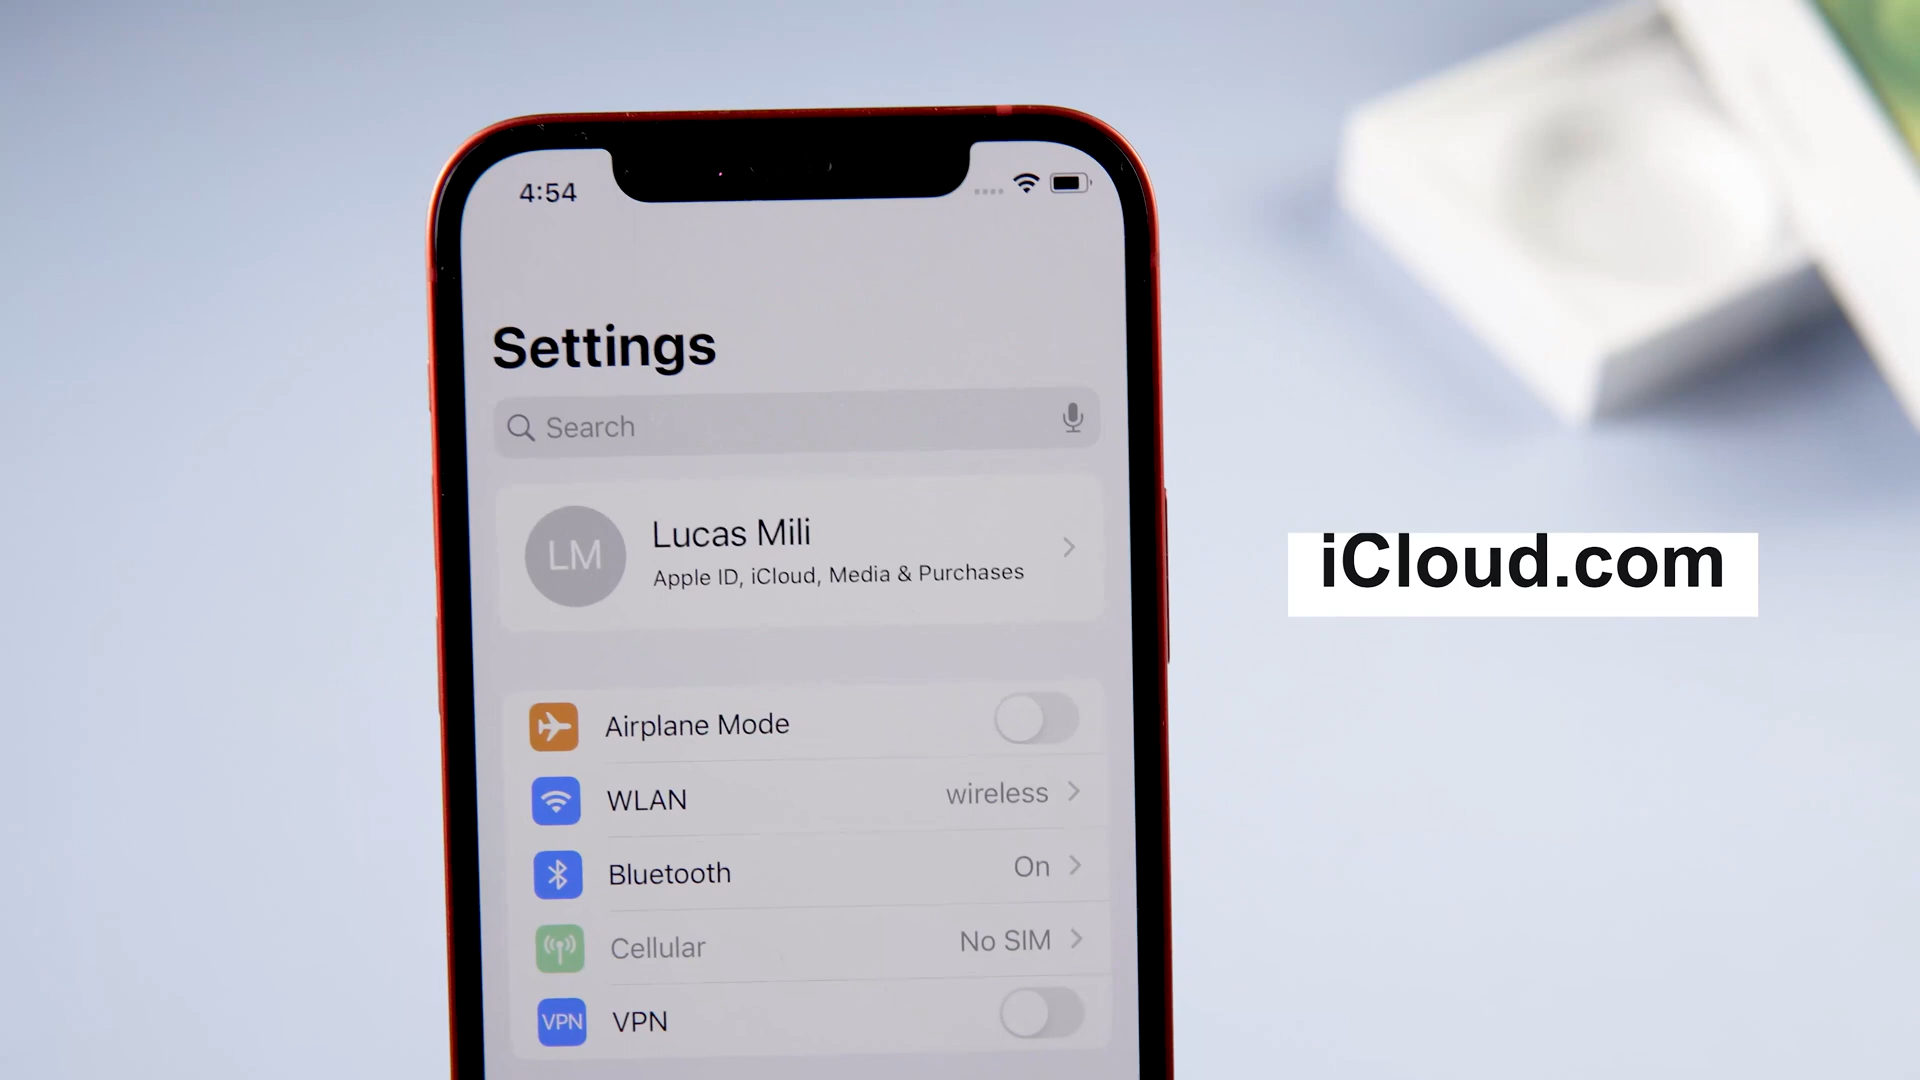 4:54
Settings
Search
LM
Lucas Mili
Apple ID, iCloud, Media & Purchases
iCloud.com
Airplane Mode
WLAN wireless
Bluetooth On
Cellular No SIM
VPN VPN